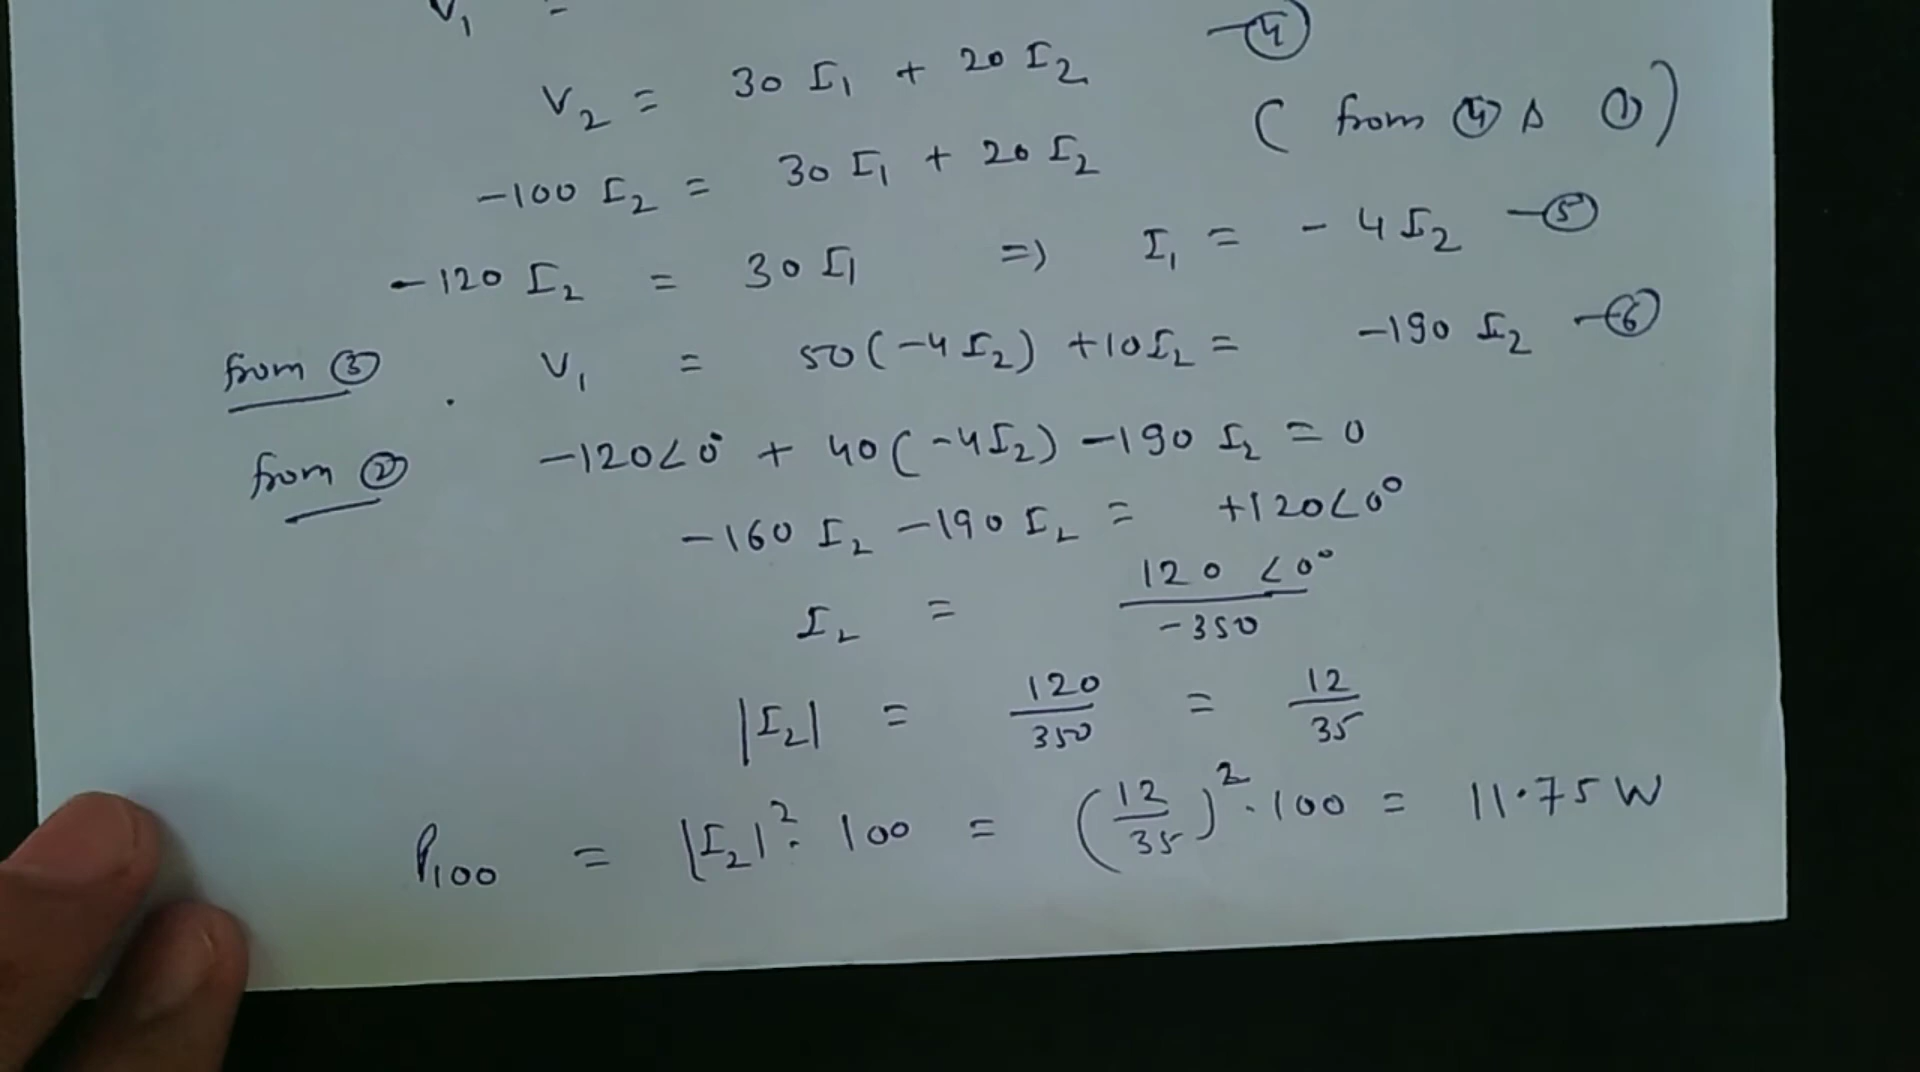 V₁ =
V₂ = 30 I₁ + 20 I₂ —④
-100 I₂ = 30 I₁ + 20 I₂ ( from ④ & ①)
-120 I₂ = 30 I₁ => I₁ = - 4 I₂ —⑤
from ③ V₁ = 50(-4 I₂) +10 I₂ = -190 I₂ —⑥
from ② -120∠0° + 40(-4I₂) -190 I₂ = 0
-160 I₂ -190 I₂ = +120∠0°
I₂ = 120 ∠0° / -350
|I₂| = 120/350 = 12/35
P₁₀₀ = |I₂|². 100 = (12/35)². 100 = 11.75 W